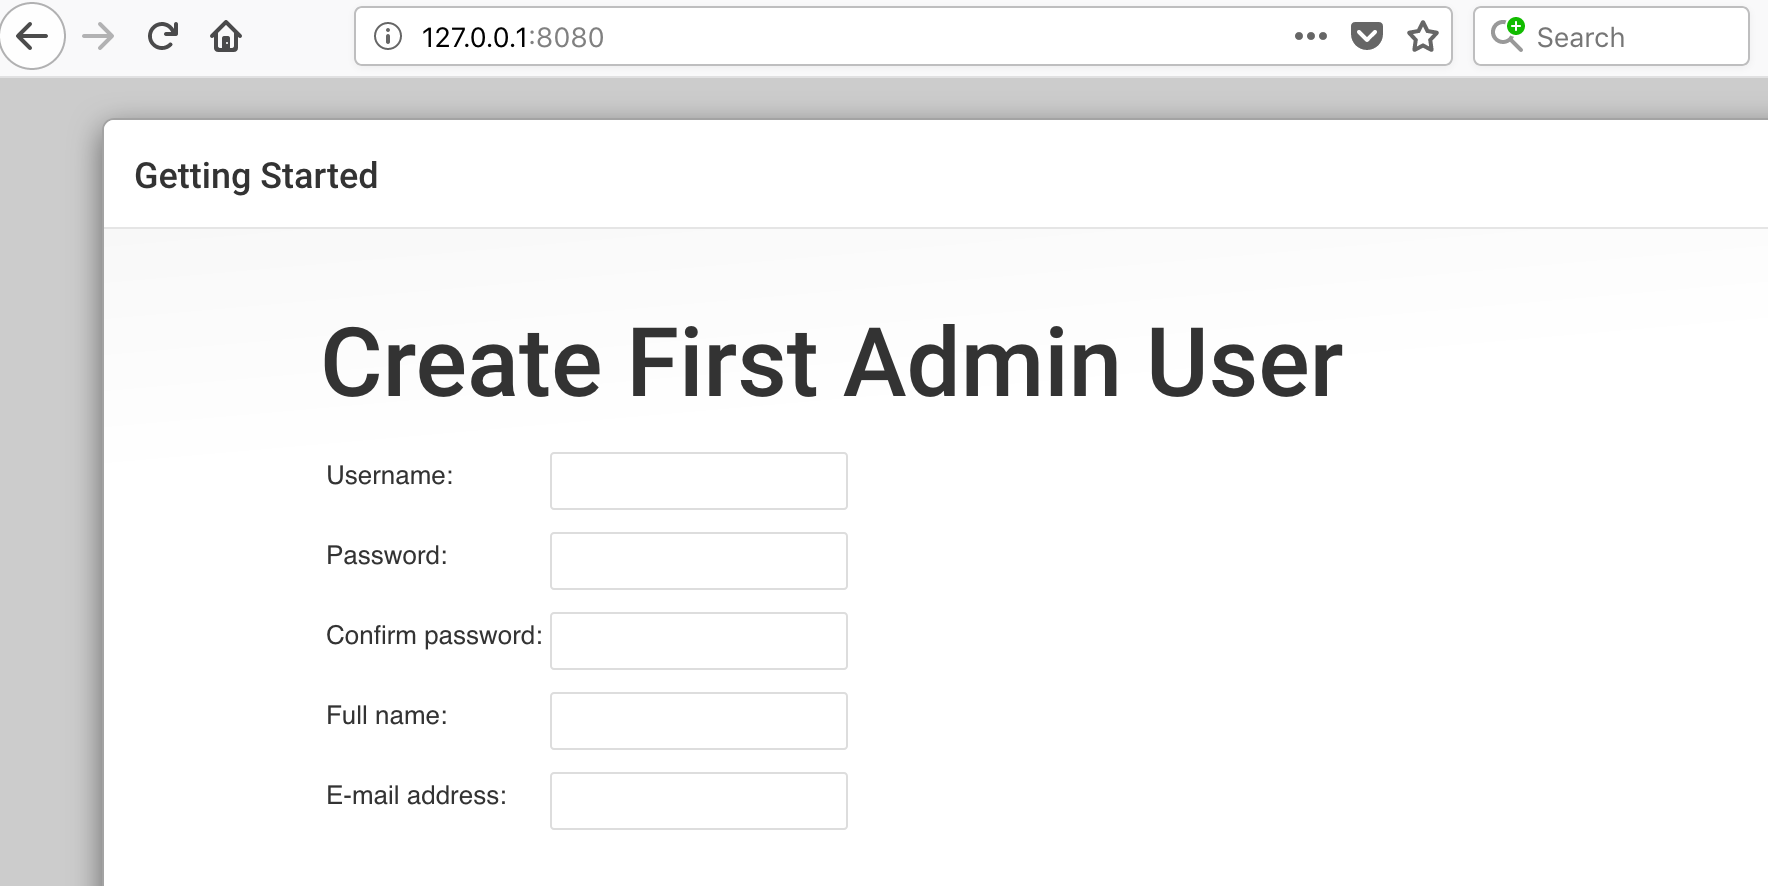 127.0.0.1:8080
Search
Getting Started
Create First Admin User
Username:
Password:
Confirm password:
Full name:
E-mail address: